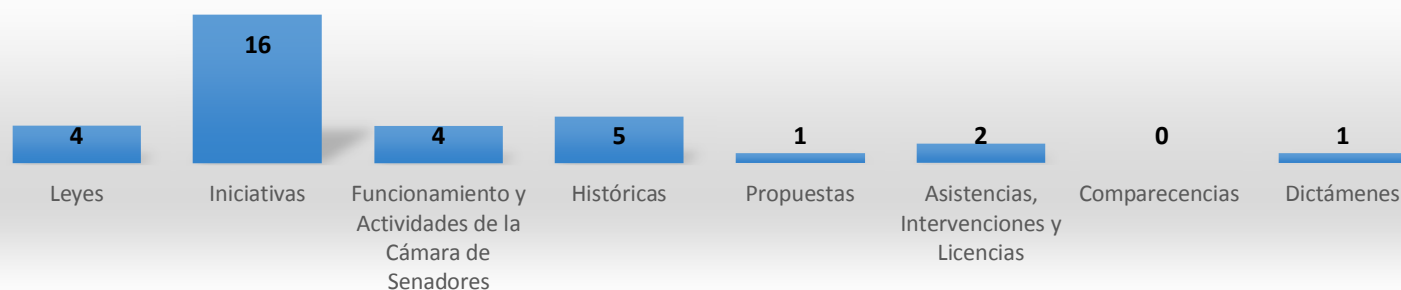 16
4
4
5
1
2
0
1
Leyes
Iniciativas
Funcionamiento y
Actividades de la
Cámara de
Senadores
Históricas
Propuestas
Asistencias,
Intervenciones y
Licencias
Comparecencias
Dictámenes